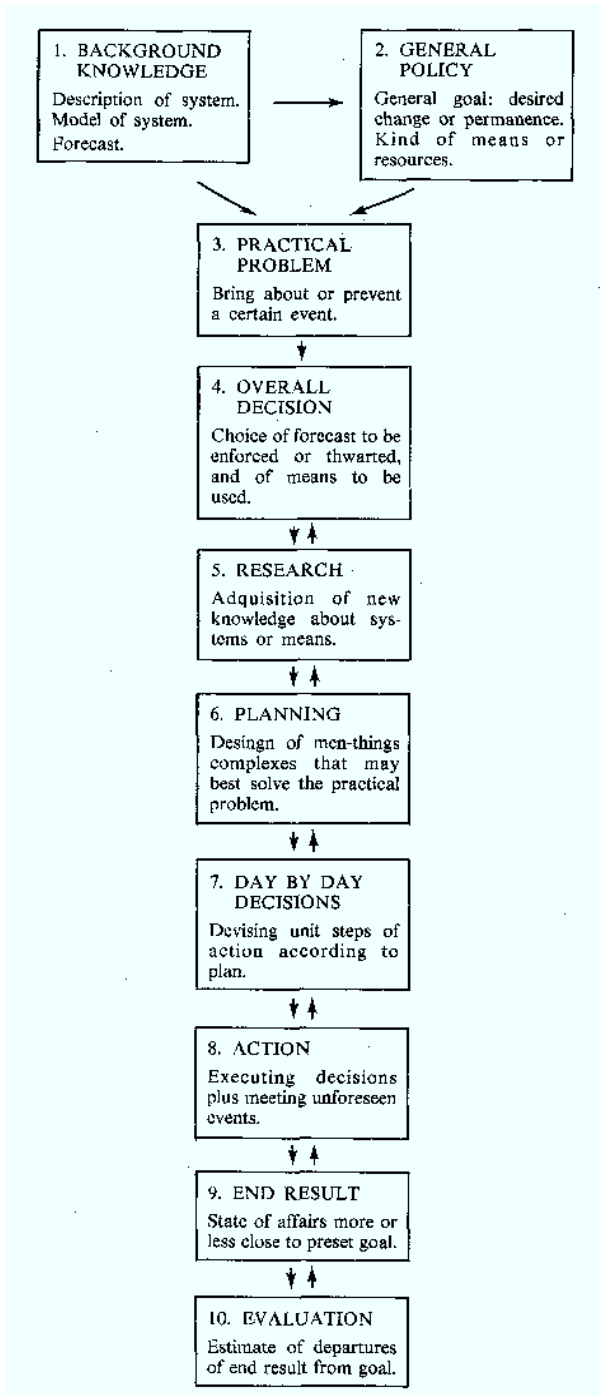 1. BACKGROUND
KNOWLEDGE
Description of system.
Model of system.
Forecast.
2. GENERAL
POLICY
General goal: desired
change or permanence.
Kind of means or
resources.
3. PRACTICAL
PROBLEM
Bring about or prevent
a certain event.
4. OVERALL
DECISION
Choice of forecast to be
enforced or thwarted,
and of means to be
used.
5. RESEARCH
Adquisition of new
knowledge about sys-
tems or means.
6. PLANNING
Desingn of men-things
complexes that may
best solve the practical
problem.
7. DAY BY DAY
DECISIONS
Devising unit steps of
action according to
plan.
8. ACTION
Executing decisions
plus meeting unforeseen
events.
9. END RESULT
State of affairs more or
less close to preset goal.
10. EVALUATION
Estimate of departures
of end result from goal.